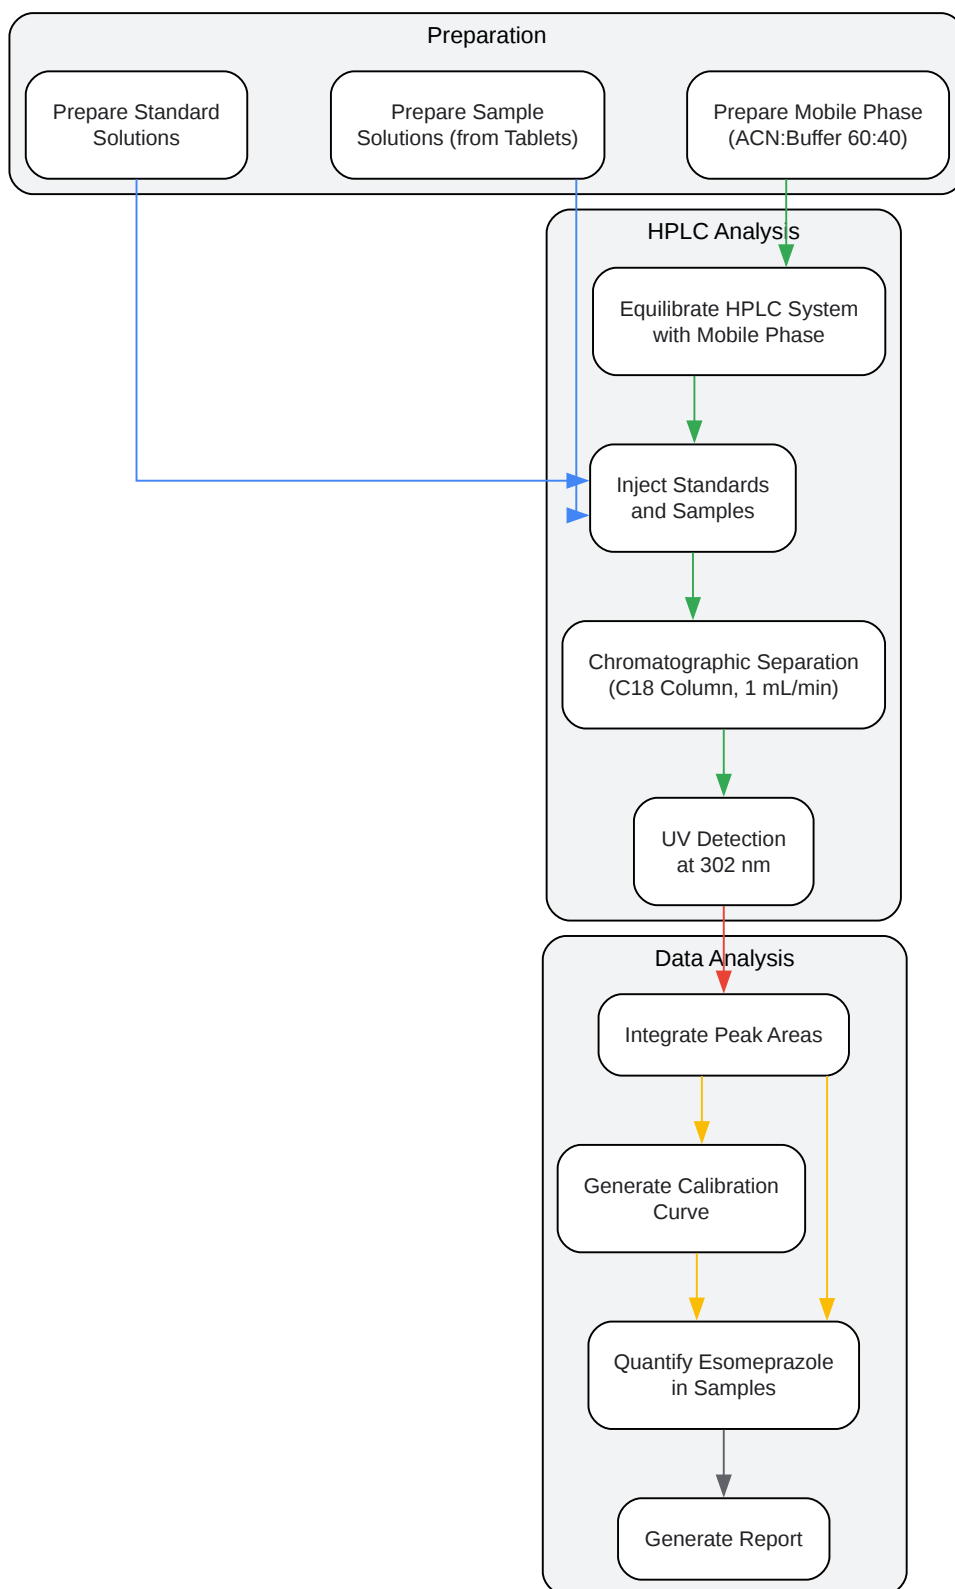 Preparation
Prepare Standard
Solutions
Prepare Sample
Solutions (from Tablets)
Prepare Mobile Phase
(ACN:Buffer 60:40)
HPLC Analysis
Equilibrate HPLC System
with Mobile Phase
Inject Standards
and Samples
Chromatographic Separation
(C18 Column, 1 mL/min)
UV Detection
at 302 nm
Data Analysis
Integrate Peak Areas
Generate Calibration
Curve
Quantify Esomeprazole
in Samples
Generate Report